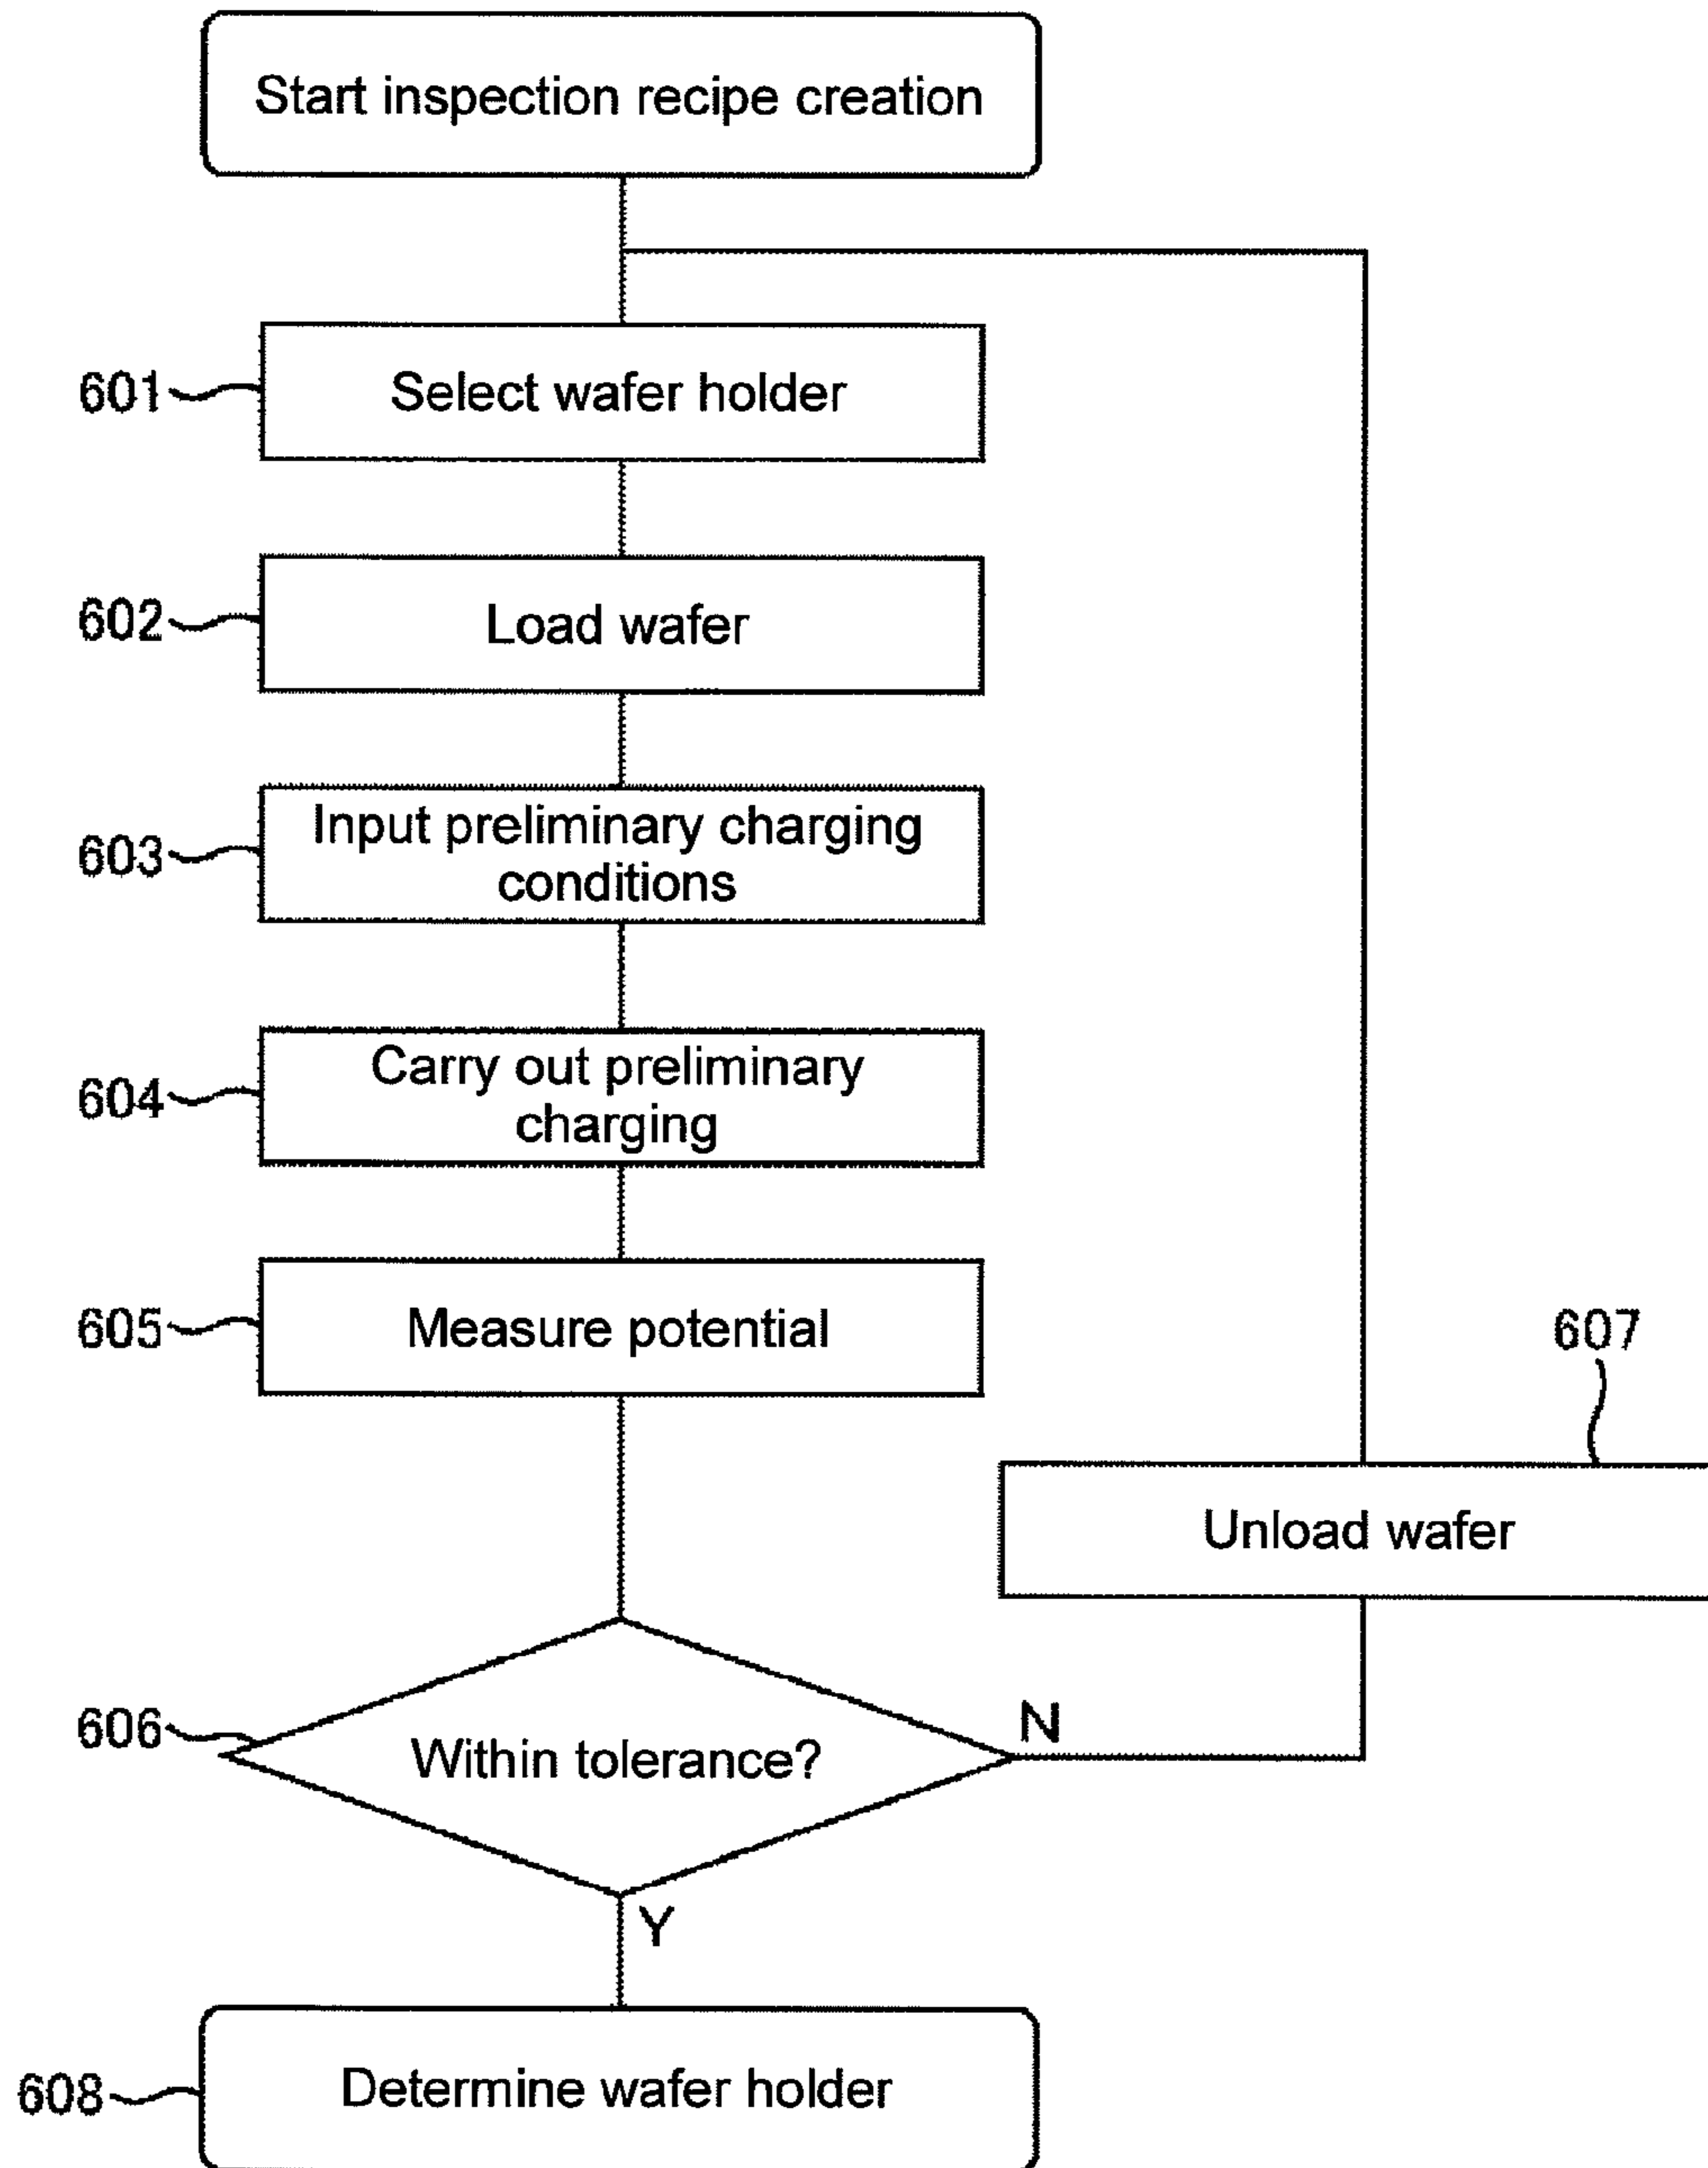 Start inspection recipe creation
601
Select wafer holder
602
Load wafer
603
Input preliminary charging
conditions
604
Carry out preliminary
charging
605
Measure potential
607
Unload wafer
606
Within tolerance?
N
Y
608
Determine wafer holder